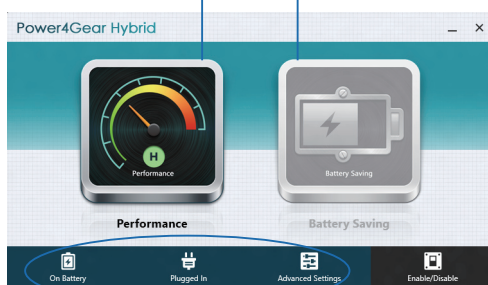 Power4Gear Hybrid
H
Performance
Battery Saving
Performance
Battery Saving
On Battery
Plugged In
Advanced Settings
Enable/Disable